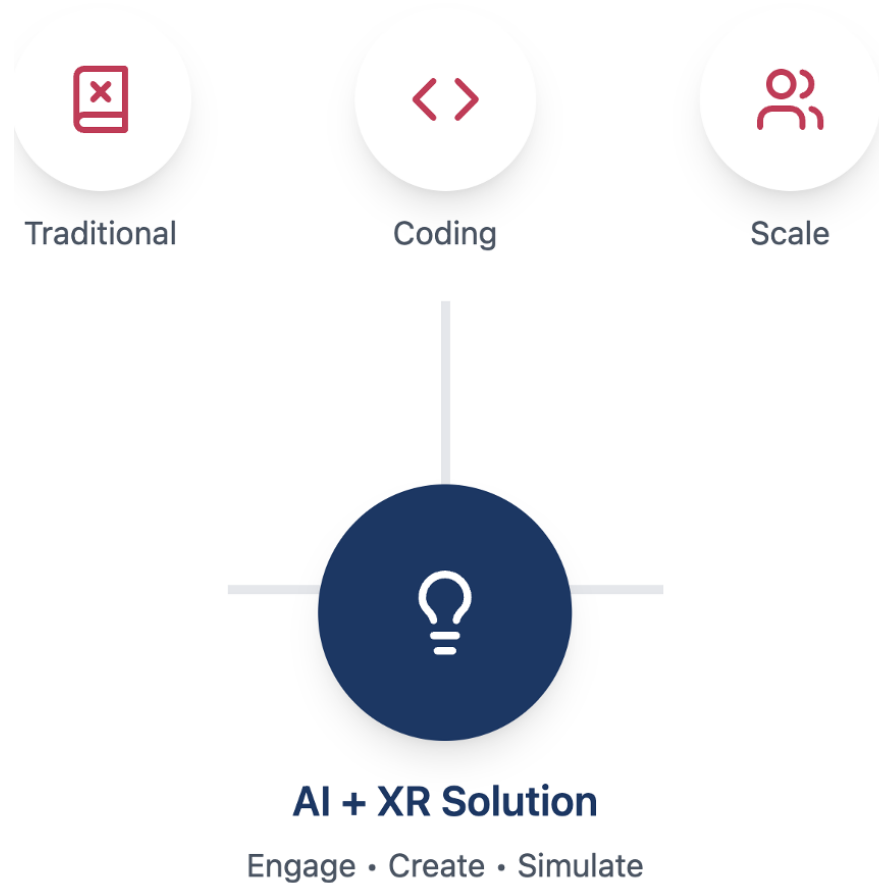 Traditional
Coding
Scale
AI + XR Solution
Engage • Create • Simulate